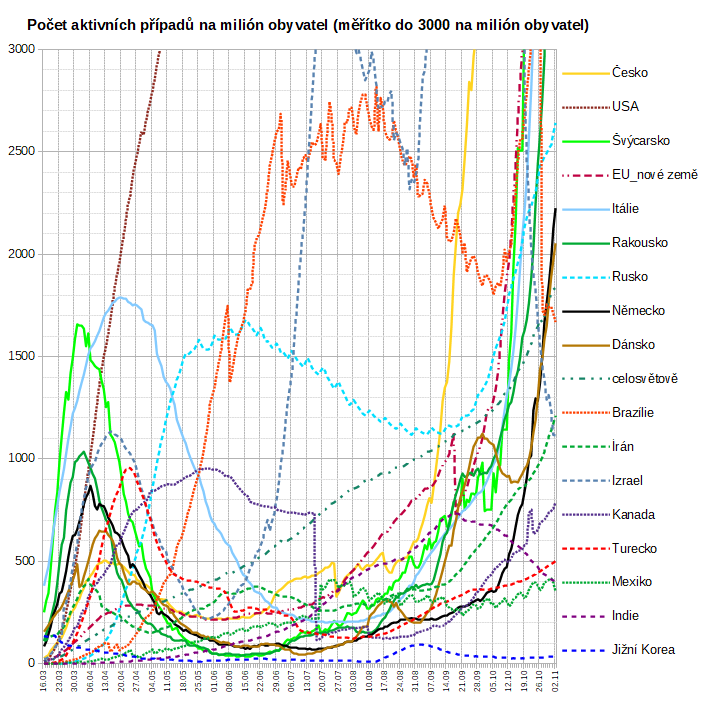 Počet aktivních případů na milión obyvatel (měřítko do 3000 na milión obyvatel)
3000
2500
2000
1500
1000
500
0
16.03
23.03
30.03
06.04
13.04
20.04
27.04
04.05
11.05
18.05
25.05
01.06
08.06
15.06
22.06
29.06
06.07
13.07
20.07
27.07
03.08
10.08
17.08
24.08
31.08
07.09
14.09
21.09
28.09
05.10
12.10
19.10
26.10
02.11
Česko
USA
Švýcarsko
EU_nové země
Itálie
Rakousko
Rusko
Německo
Dánsko
celosvětově
Brazílie
Írán
Izrael
Kanada
Turecko
Mexiko
Indie
Jižní Korea